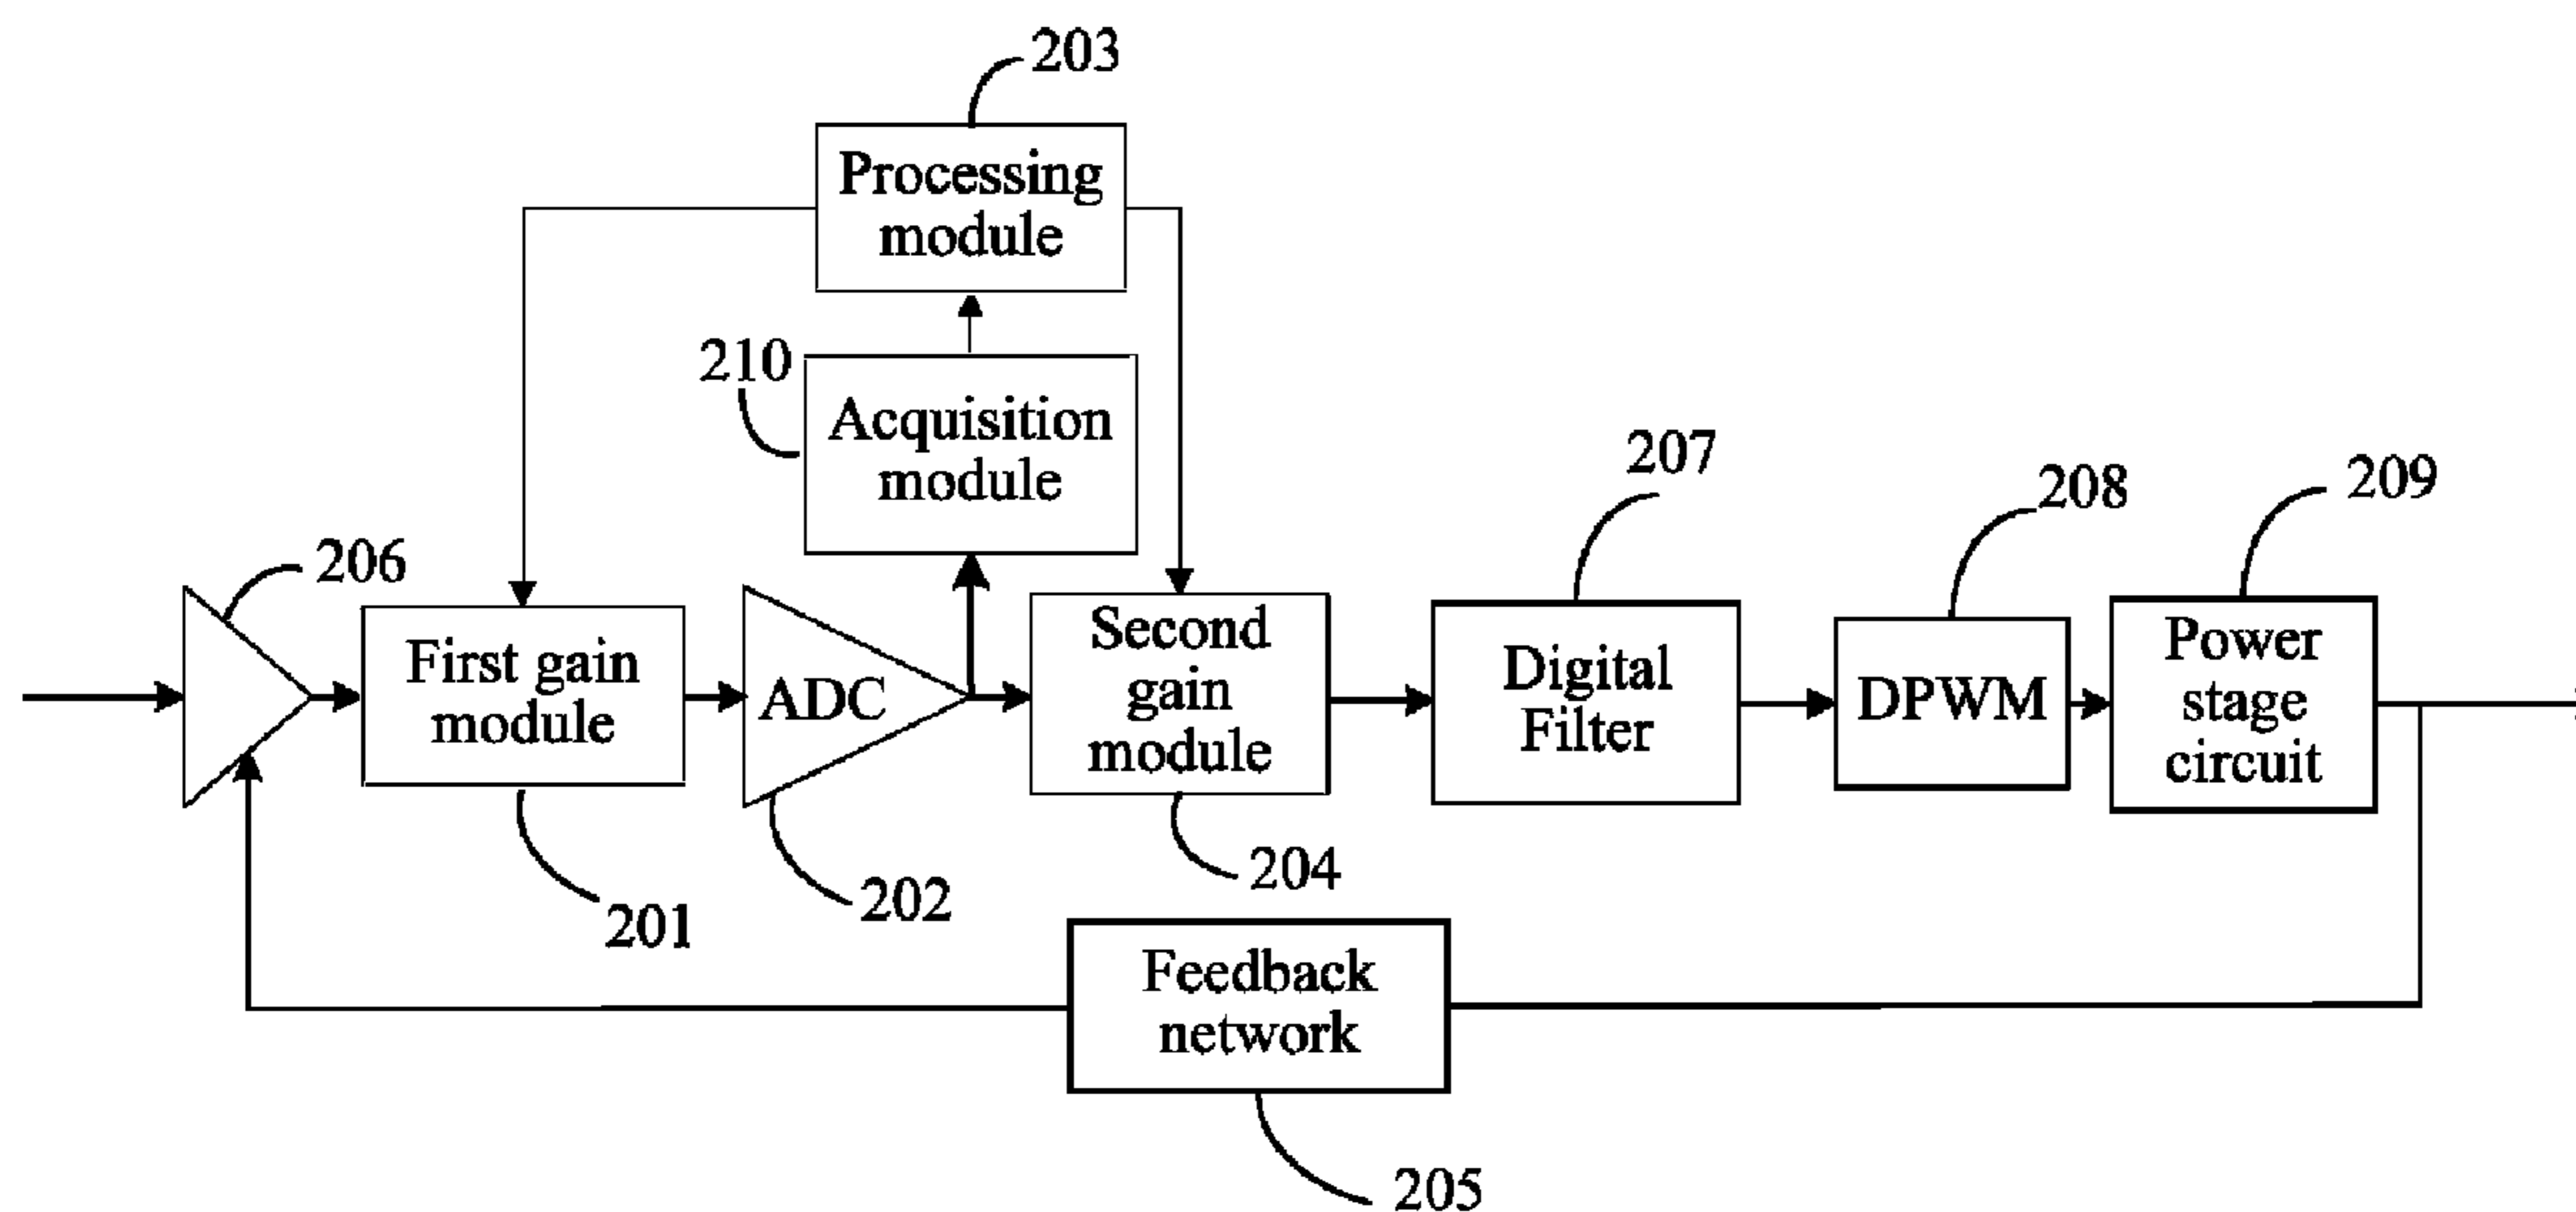 203
Processing
module
210
Acquisition
module
207
208
209
206
First gain
module
ADC
Second
gain
module
Digital
Filter
DPWM
Power
stage
circuit
201
202
204
Feedback
network
205